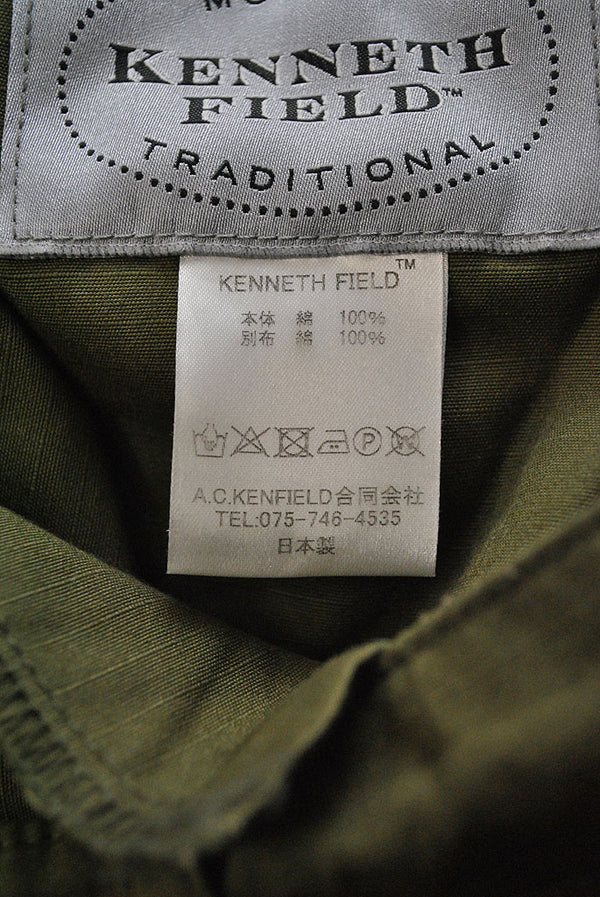 KENNETH
FIELD™
TRADITIONAL
KENNETH FIELD™
本体 綿 100%
別布 綿 100%
P
A.C.KENFIELD合同会社
TEL:075-746-4535
日本製